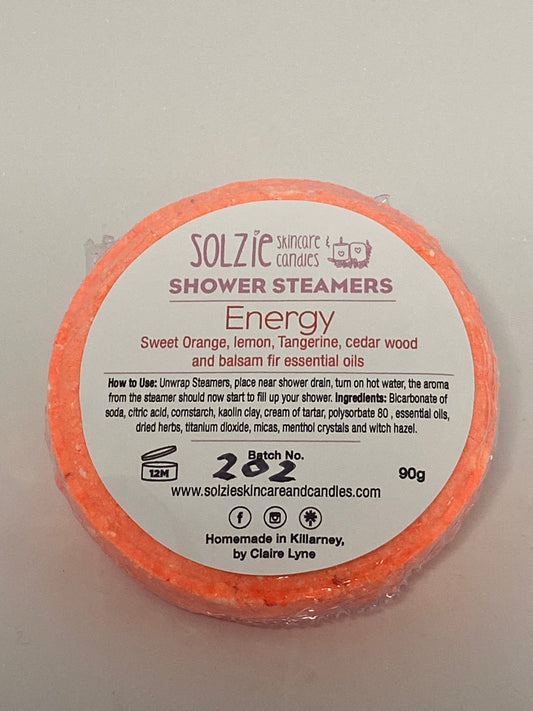 SOLZie skincare &
candles
SHOWER STEAMERS
Energy
Sweet Orange, lemon, Tangerine, cedar wood
and balsam fir essential oils
How to Use: Unwrap Steamers, place near shower drain, turn on hot water, the aroma
from the steamer should now start to fill up your shower. Ingredients: Bicarbonate of
soda, citric acid, cornstarch, kaolin clay, cream of tartar, polysorbate 80 , essential oils,
dried herbs, titanium dioxide, micas, menthol crystals and witch hazel.
Batch No.
12M 202 90g
www.solzieskincareandcandles.com
f
Homemade in Killarney,
by Claire Lyne